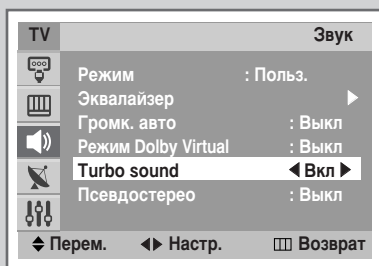 TV Звук
Режим : Польз.
Эквалайзер
Громк. авто : Выкл
Режим Dolby Virtual : Выкл
Turbo sound ◀ Вкл ▶
Псевдостерео : Выкл
Перем. Настр. Возврат